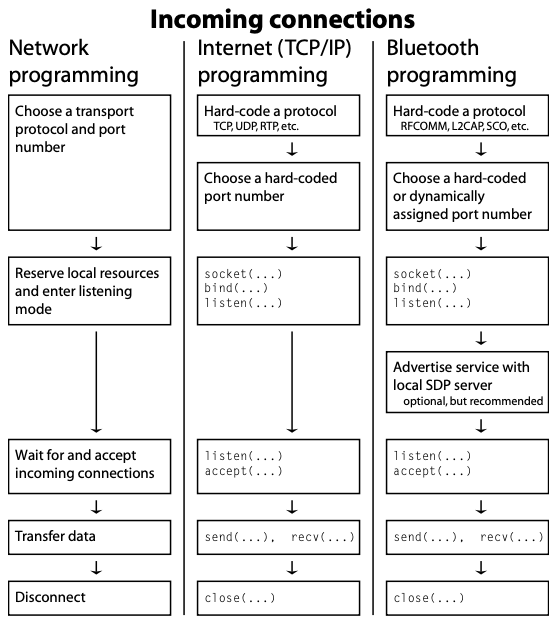 Incoming connections
Network
programming
Choose a transport
protocol and port
number
Reserve local resources
and enter listening
mode
Wait for and accept
incoming connections
Transfer data
Disconnect
Internet (TCP/IP)
programming
Hard-code a protocol
TCP, UDP, RTP, etc.
Choose a hard-coded
port number
socket(...)
bind(...)
listen(...)
listen(...)
accept(...)
send(...), recv(...)
close(...)
Bluetooth
programming
Hard-code a protocol
RFCOMM, L2CAP, SCO, etc.
Choose a hard-coded
or dynamically
assigned port number
socket(...)
bind(...)
listen(...)
Advertise service with
local SDP server
optional, but recommended
listen(...)
accept(...)
send(...), recv(...)
close(...)